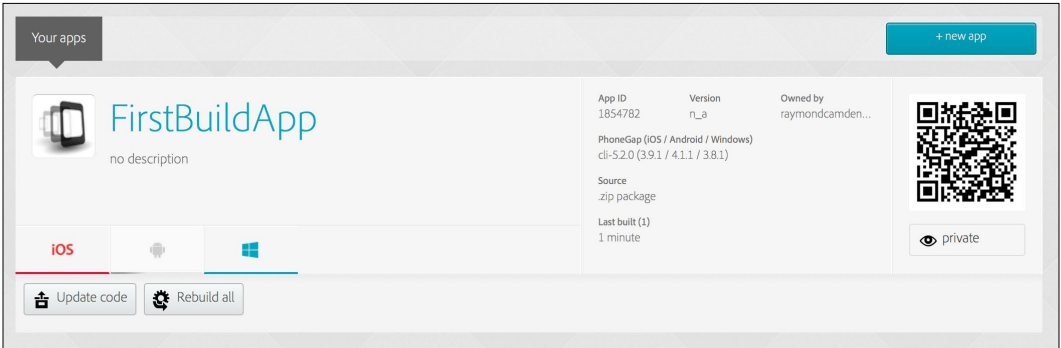 Your apps
+ new app
FirstBuildApp
no description
App ID Version Owned by
1854782 n_a raymondcamden...
PhoneGap (iOS / Android / Windows)
cli-5.2.0 (3.9.1 / 4.1.1 / 3.8.1)
Source
.zip package
Last built (1)
1 minute
private
iOS
Update code Rebuild all